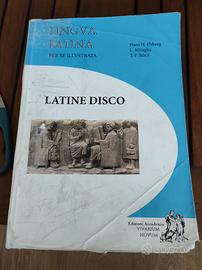 LINGVA
LATINA
PER SE ILLVSTRATA
Hans H. Ørberg
L. Miraglia
T. F. Bórri
LATINE DISCO
Edizioni Accademia
VIVARIUM
NOVUM